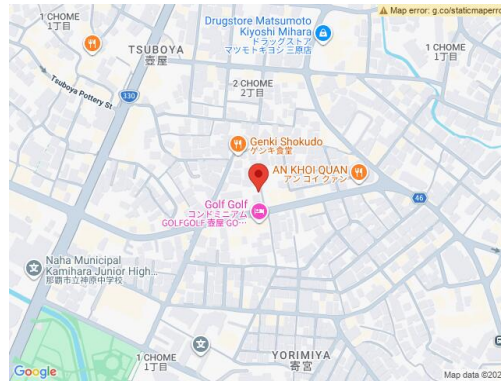 Map error: g.co/staticmaperro
1 CHOME
1丁目
TSUBOYA
壺屋
Drugstore Matsumoto
Kiyoshi Mihara
ドラッグストア
マツモトキヨシ 三原店
1 CHOME
1丁目
Tsuboya Pottery St
330
2 CHOME
2丁目
Genki Shokudo
ゲンキ食堂
AN KHOI QUAN
アン コイ クァン
46
Golf Golf
コンドミニアム
GOLFGOLF 壺屋 GO…
Naha Municipal
Kamihara Junior High...
那覇市立神原中学校
1 CHOME
1丁目
YORIMIYA
寄宮
Google
Map data ©202